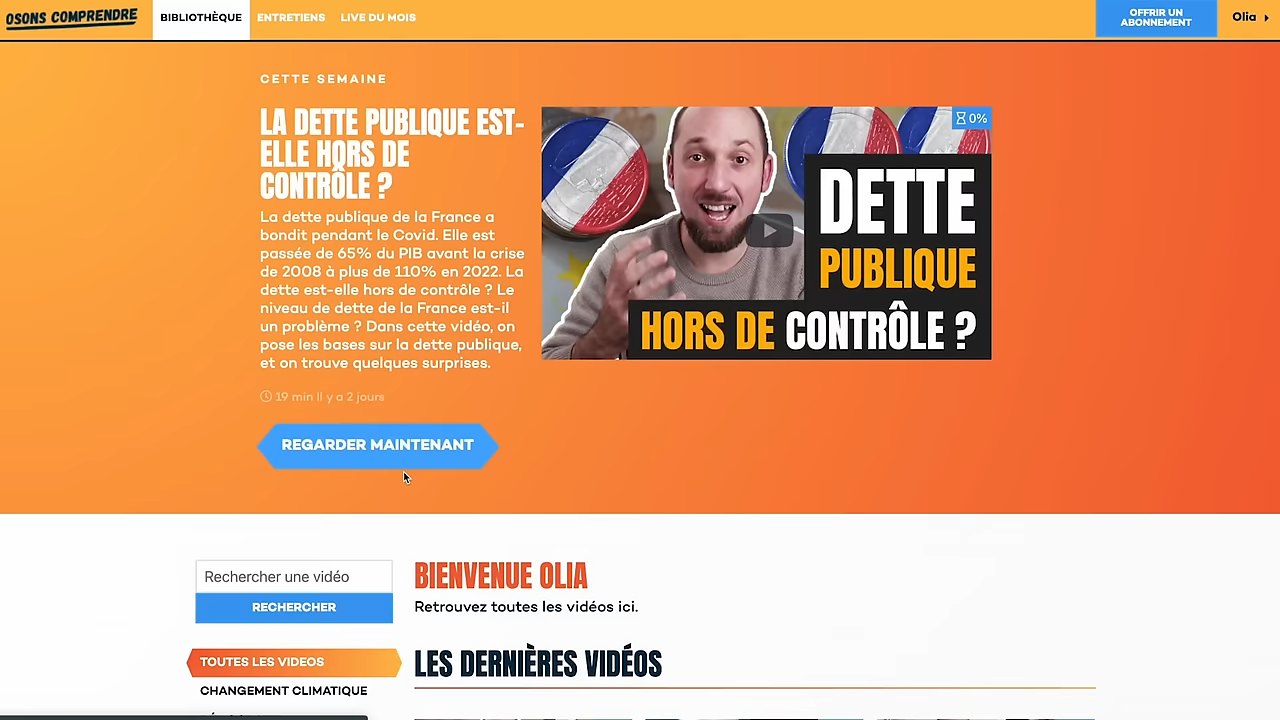 OSONS COMPRENDRE
BIBLIOTHÈQUE
ENTRETIENS
LIVE DU MOIS
OFFRIR UN
ABONNEMENT
Olia
CETTE SEMAINE
LA DETTE PUBLIQUE EST-
ELLE HORS DE
CONTRÔLE ?
La dette publique de la France a
bondit pendant le Covid. Elle est
passée de 65% du PIB avant la crise
de 2008 à plus de 110% en 2022. La
dette est-elle hors de contrôle ? Le
niveau de dette de la France est-il
un problème ? Dans cette vidéo, on
pose les bases sur la dette publique,
et on trouve quelques surprises.
19 min Il y a 2 jours
REGARDER MAINTENANT
0%
DETTE
PUBLIQUE
HORS DE CONTRÔLE ?
Rechercher une vidéo
RECHERCHER
TOUTES LES VIDEOS
CHANGEMENT CLIMATIQUE
BIENVENUE OLIA
Retrouvez toutes les vidéos ici.
LES DERNIÈRES VIDÉOS